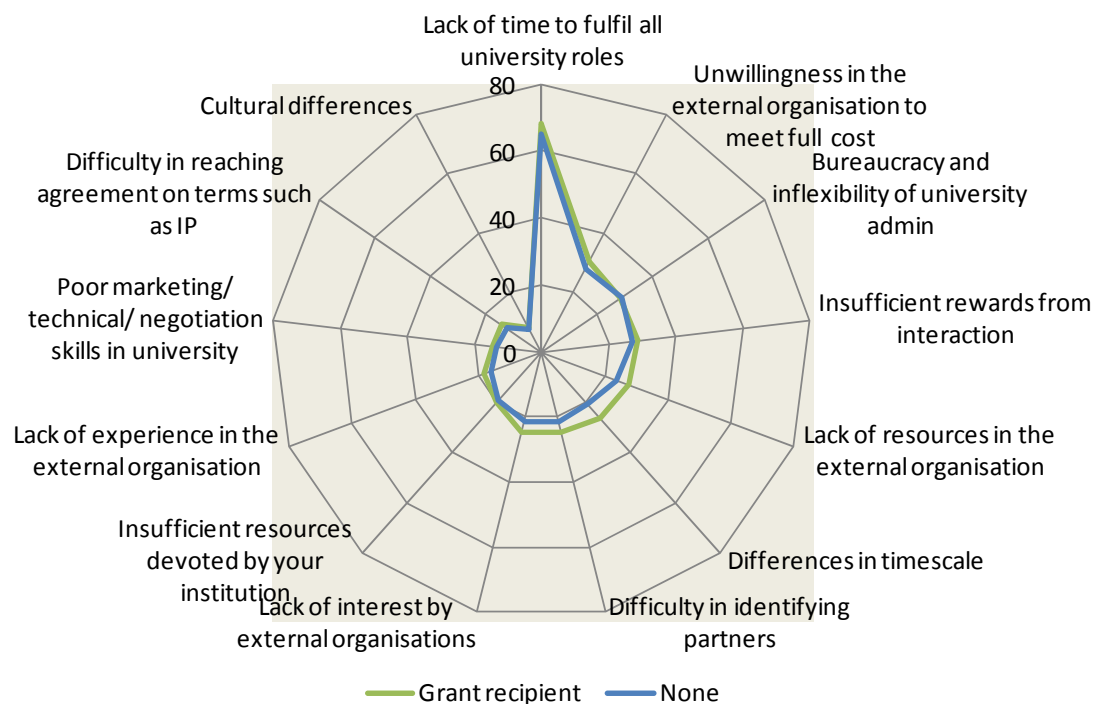 Lack of time to fulfil all
university roles
Unwillingness in the
external organisation to
meet full cost
Bureaucracy and
inflexibility of university
admin
Insufficient rewards from
interaction
Lack of resources in the
external organisation
Differences in timescale
Difficulty in identifying
partners
Lack of interest by
external organisations
Insufficient resources
devoted by your
institution
Lack of experience in the
external organisation
Poor marketing/
technical/ negotiation
skills in university
Difficulty in reaching
agreement on terms such
as IP
Cultural differences
80
60
40
20
0
Grant recipient
None